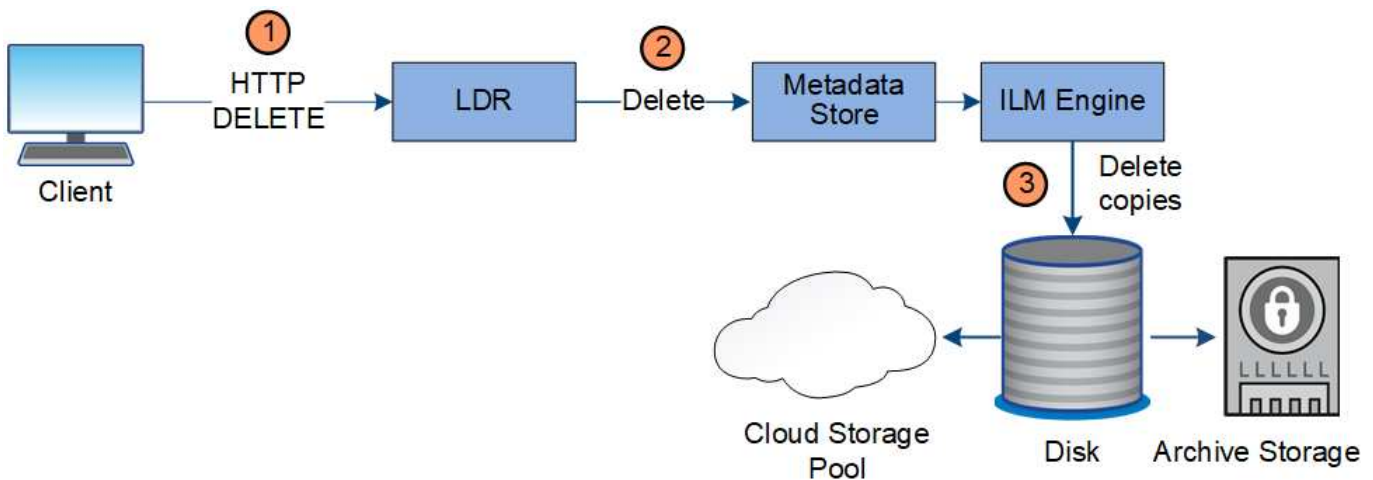 1
HTTP
DELETE
Client
LDR
2
Delete
Metadata
Store
ILM Engine
3
Delete
copies
Cloud Storage
Pool
Disk
LLLLLL
Archive Storage